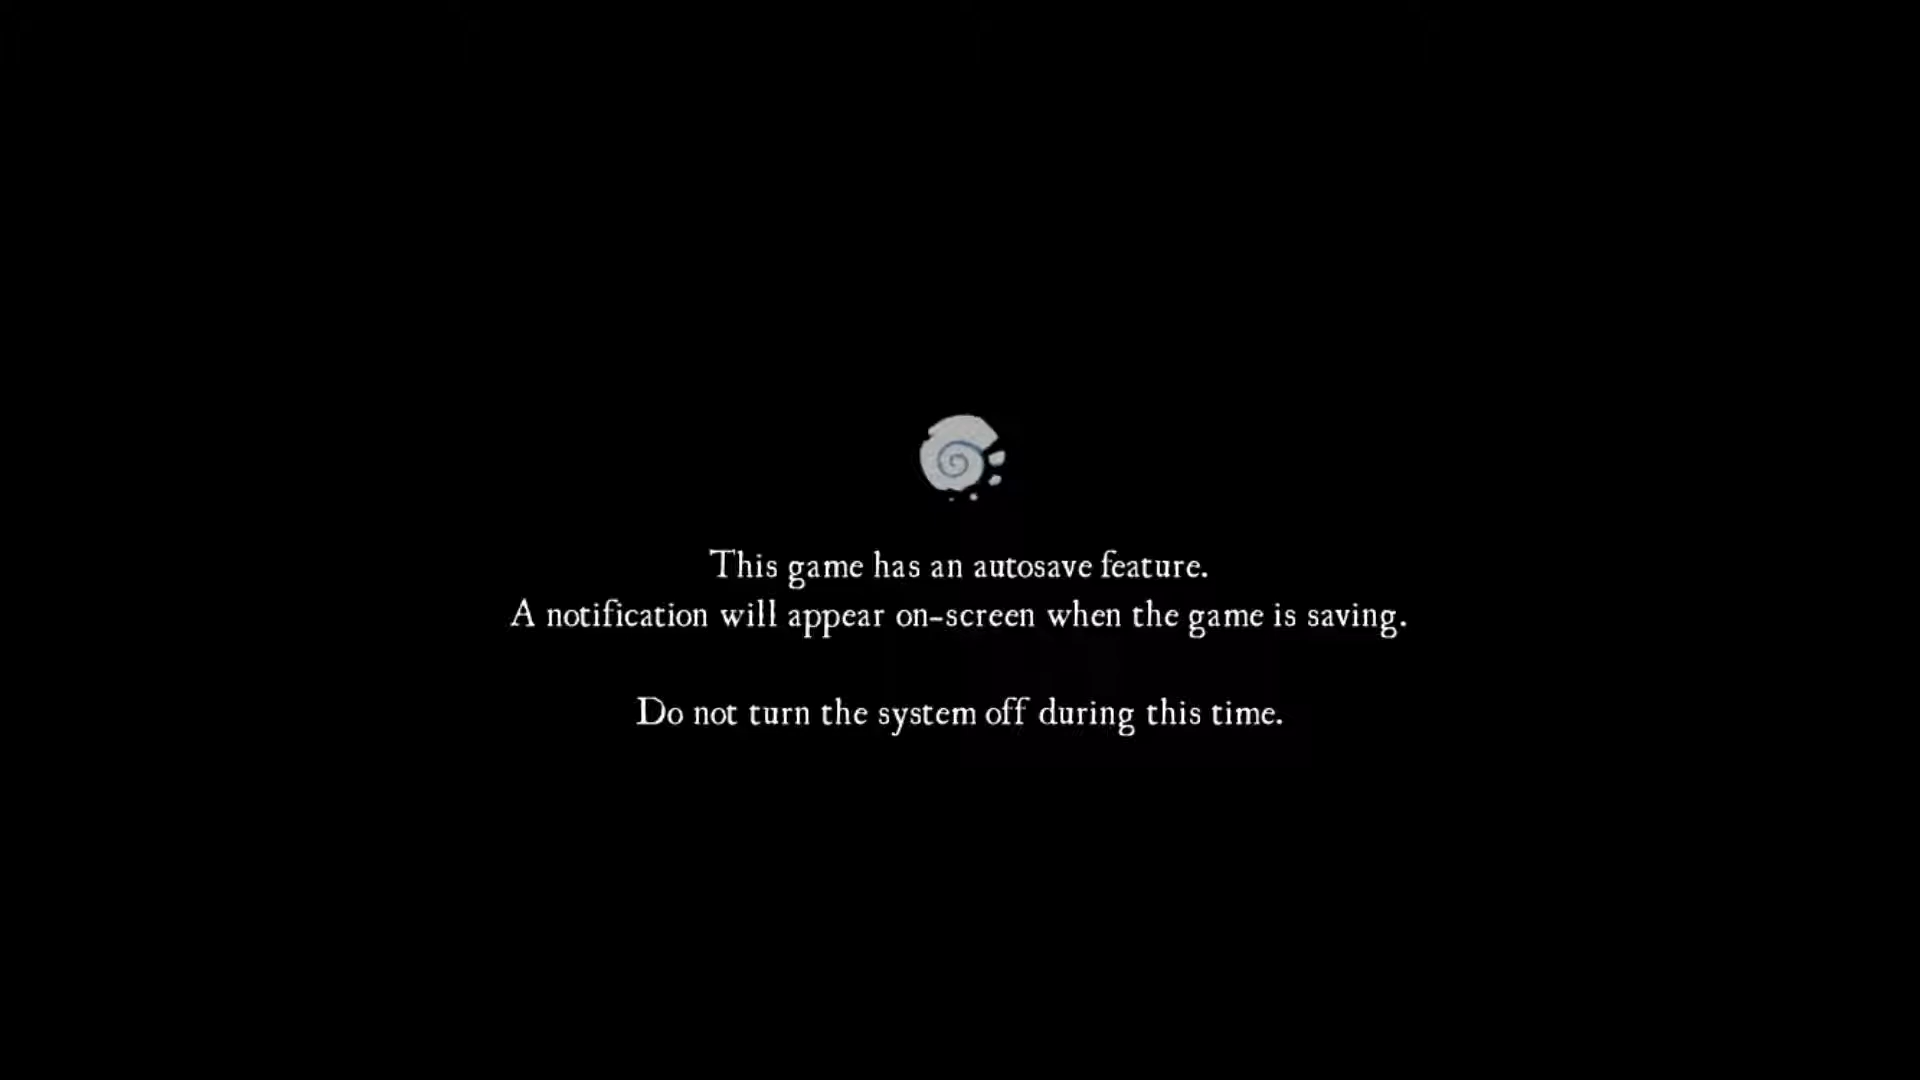 This game has an autosave feature.
A notification will appear on-screen when the game is saving.
Do not turn the system off during this time.